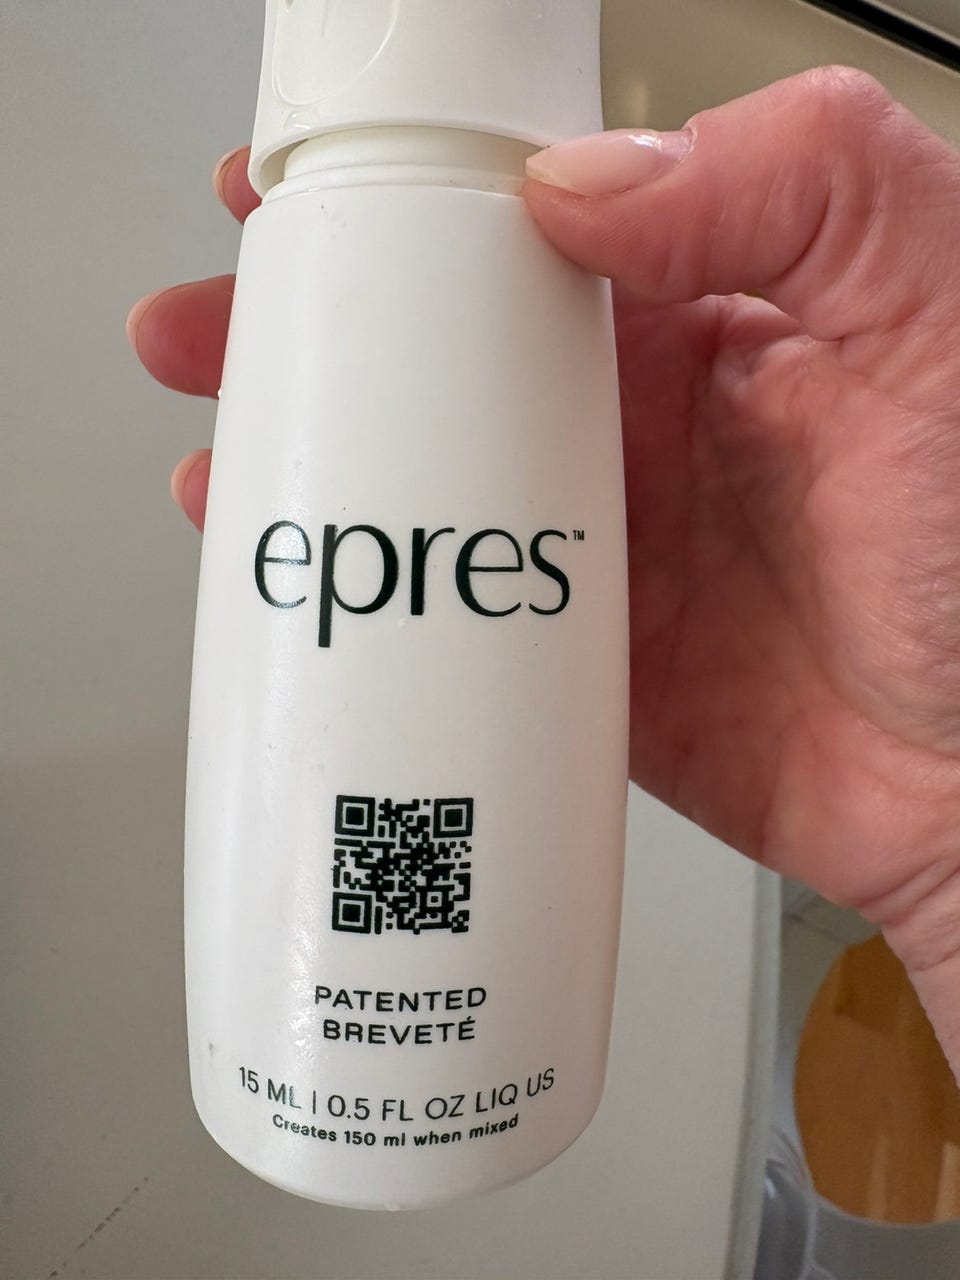 epres™
PATENTED
BREVETÉ
15 ML | 0.5 FL OZ LIQ US
Creates 150 ml when mixed